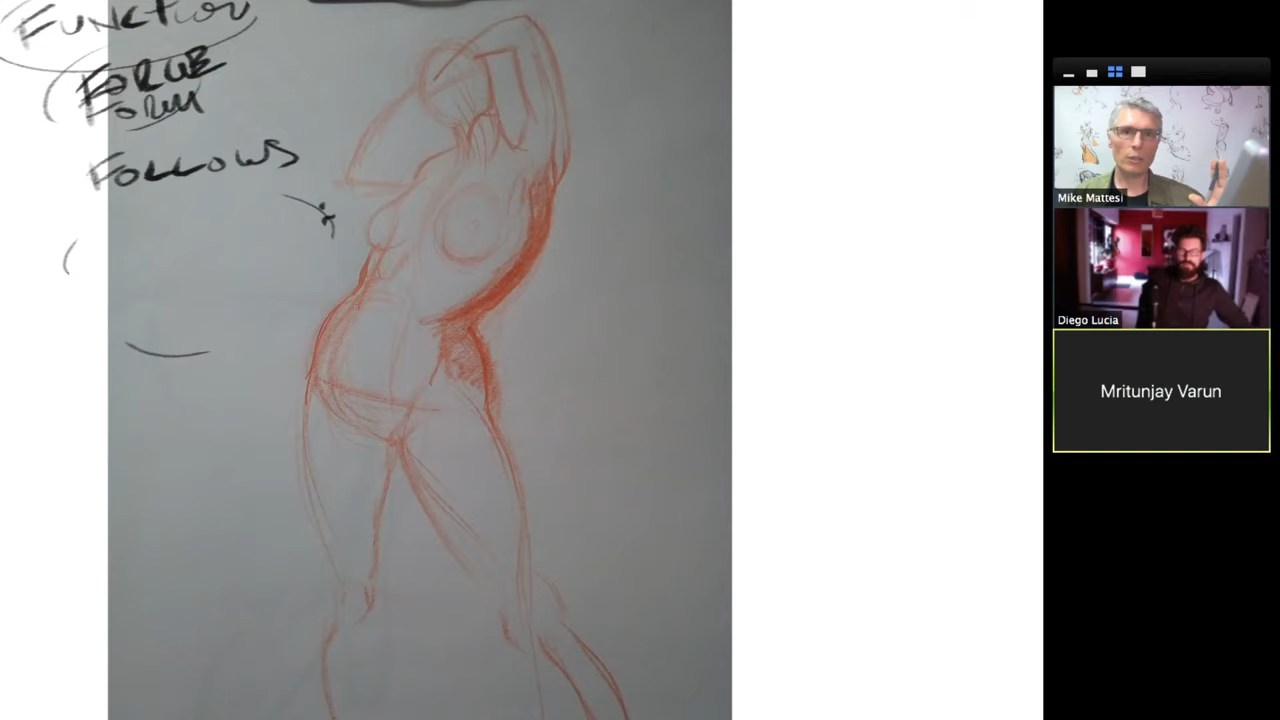 FUNCTION
FORCE
FORM
FOLLOWS
Mike Mattesi
Diego Lucia
Mritunjay Varun